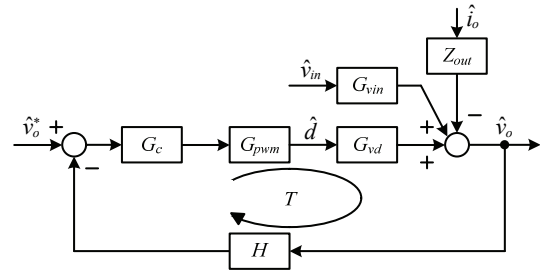 î_o
Z_out
v̂_in
G_vin
−
v̂_o^* +
G_c
G_pwm
d̂
G_vd
+
+
v̂_o
−
T
H